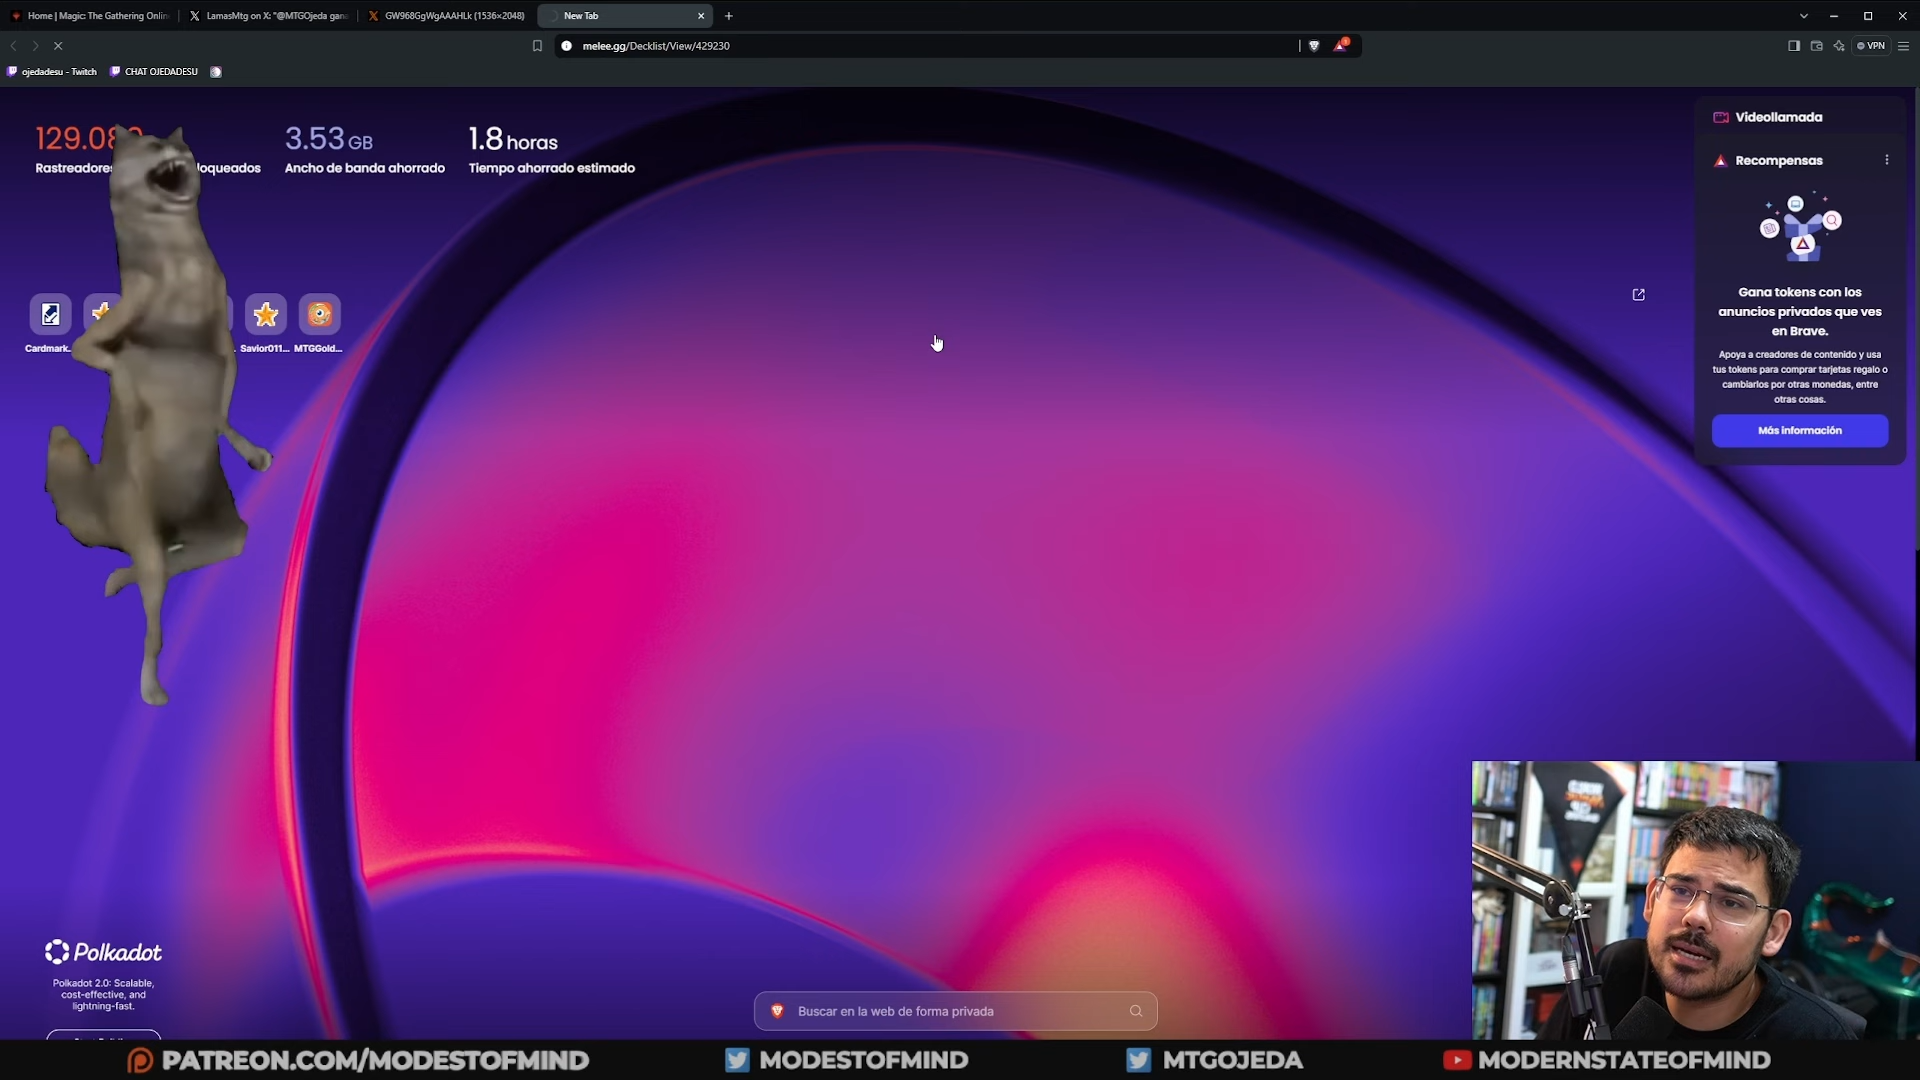 Home | Magic: The Gathering Onlin
LamasMtg on X: "@MTGOjeda gana
GW968GgWgAAAHLk (1536×2048)
New Tab
melee.gg/Decklist/View/429230
VPN
ojedadesu - Twitch
CHAT OJEDADESU
3.53 GB
1.8 horas
Ancho de banda ahorrado
Tiempo ahorrado estimado
Cardmark...
Savior011...
MTGGold...
Videollamada
Recompensas
Gana tokens con los
anuncios privados que ves
en Brave.
Apoya a creadores de contenido y usa
tus tokens para comprar tarjetas regalo o
cambiarlos por otras monedas, entre
otras cosas.
Más información
Polkadot
Polkadot 2.0: Scalable,
cost-effective, and
lightning-fast.
Buscar en la web de forma privada
PATREON.COM/MODESTOFMIND
MODESTOFMIND
MTGOJEDA
MODERNSTATEOFMIND